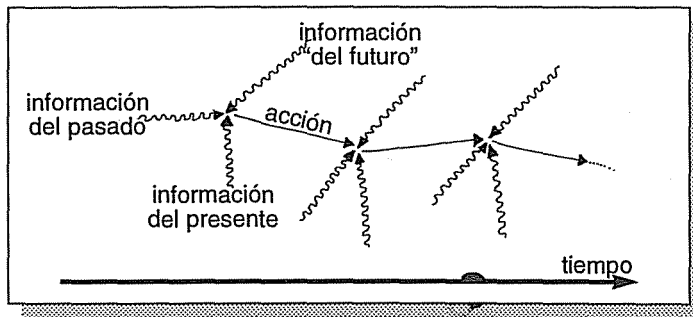 información
"del futuro"
información
del pasado
acción
información
del presente
tiempo